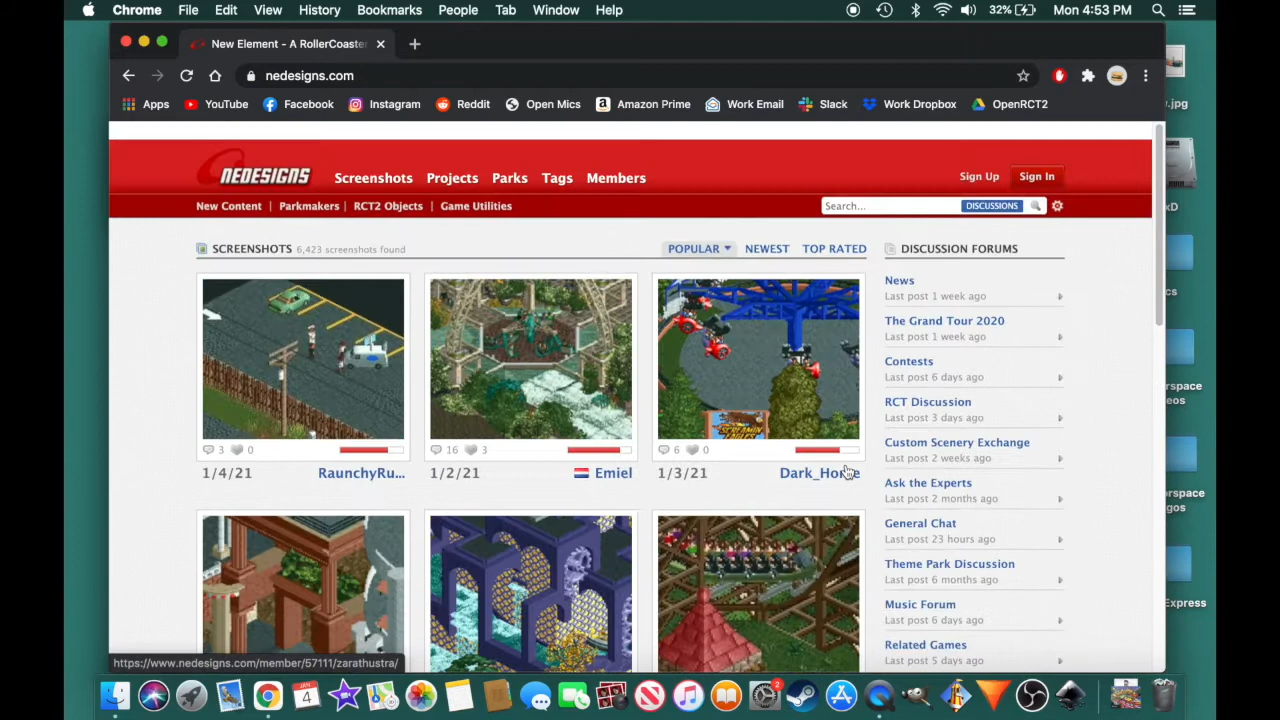 Chrome File Edit View History Bookmarks People Tab Window Help 32% Mon 4:53 PM
New Element - A RollerCoaster
nedesigns.com
Apps YouTube Facebook Instagram Reddit Open Mics Amazon Prime Work Email Slack Work Dropbox OpenRCT2
NEDESIGNS Screenshots Projects Parks Tags Members Sign Up Sign In
New Content | Parkmakers | RCT2 Objects | Game Utilities Search... DISCUSSIONS
SCREENSHOTS 6,423 screenshots found POPULAR NEWEST TOP RATED
3 0 16 3 6 0
1/4/21 RaunchyRu... 1/2/21 Emiel 1/3/21
DISCUSSION FORUMS
News
Last post 1 week ago
The Grand Tour 2020
Last post 1 week ago
Contests
Last post 6 days ago
RCT Discussion
Last post 3 days ago
Custom Scenery Exchange
Last post 2 weeks ago
Ask the Experts
Last post 2 months ago
General Chat
Last post 23 hours ago
Theme Park Discussion
Last post 6 months ago
Music Forum
Last post 6 days ago
Related Games
Last post 5 days ago
https://www.nedesigns.com/member/57111/zarathustra/
JAN
4
2